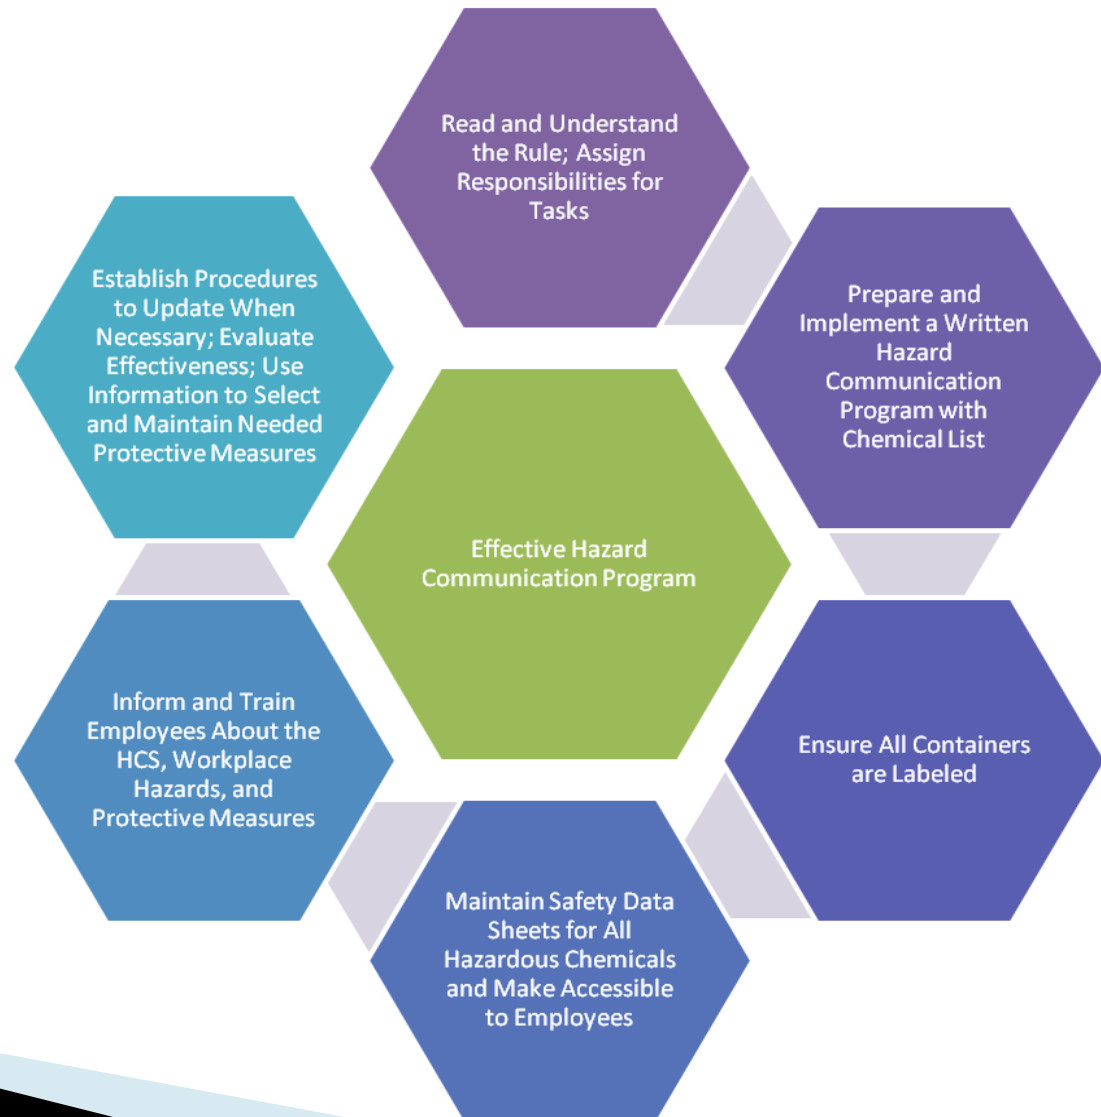 Read and Understand
the Rule; Assign
Responsibilities for
Tasks
Prepare and
Implement a Written
Hazard
Communication
Program with
Chemical List
Ensure All Containers
are Labeled
Maintain Safety Data
Sheets for All
Hazardous Chemicals
and Make Accessible
to Employees
Inform and Train
Employees About the
HCS, Workplace
Hazards, and
Protective Measures
Establish Procedures
to Update When
Necessary; Evaluate
Effectiveness; Use
Information to Select
and Maintain Needed
Protective Measures
Effective Hazard
Communication Program